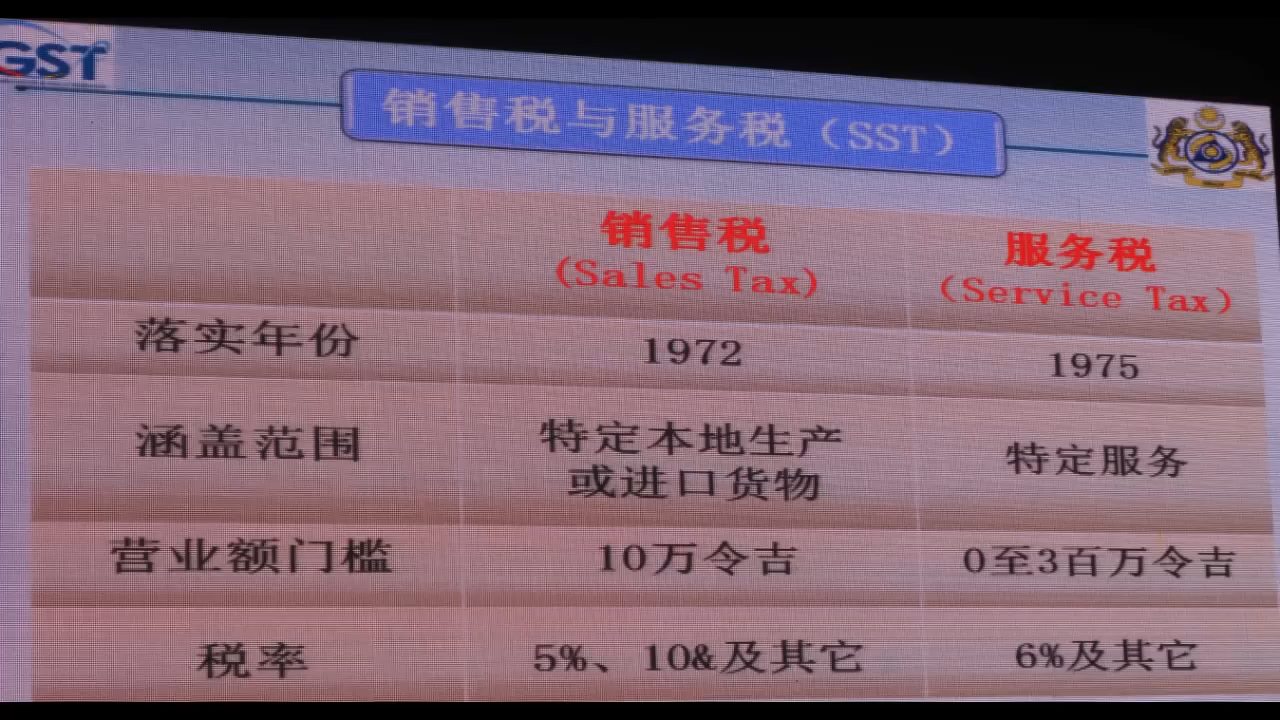 GST
销售税与服务税（SST）
销售税 服务税
(Sales Tax) (Service Tax)
落实年份 1972 1975
涵盖范围 特定本地生产 特定服务
或进口货物
营业额门槛 10万令吉 0至3百万令吉
税率 5%、10&及其它 6%及其它